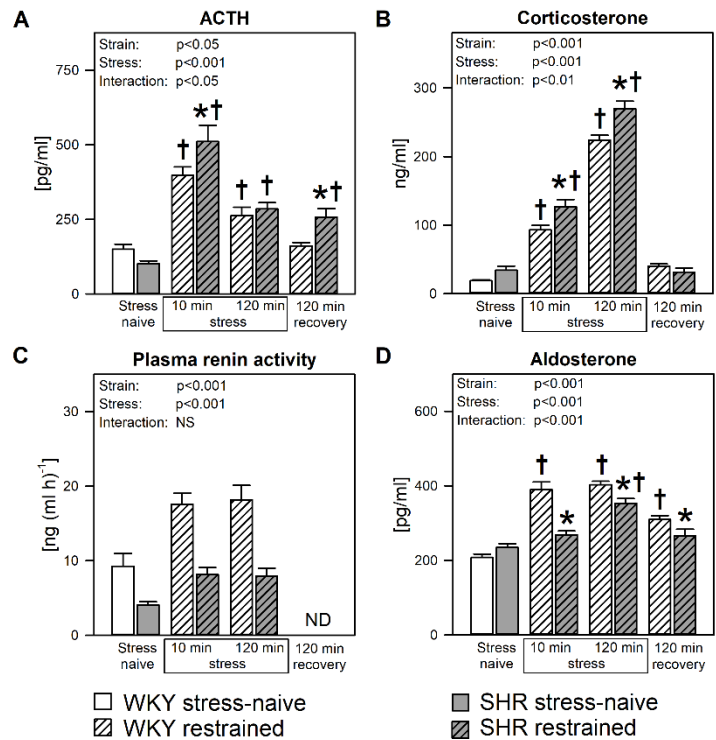 A
ACTH
Strain: p<0.05
Stress: p<0.001
Interaction: p<0.05
[pg/ml]
750
500
250
0
† *† † † *†
Stress naive
10 min
120 min
stress
120 min recovery
B
Corticosterone
Strain: p<0.001
Stress: p<0.001
Interaction: p<0.01
ng/ml
300
200
100
0
† *† † *†
Stress naive
10 min
120 min
stress
120 min recovery
C
Plasma renin activity
Strain: p<0.001
Stress: p<0.001
Interaction: NS
[ng (ml h)⁻¹]
30
20
10
0
ND
Stress naive
10 min
120 min
stress
120 min recovery
D
Aldosterone
Strain: p<0.001
Stress: p<0.001
Interaction: p<0.001
[pg/ml]
600
400
200
0
† * † *† † *
Stress naive
10 min
120 min
stress
120 min recovery
WKY stress-naive
SHR stress-naive
WKY restrained
SHR restrained